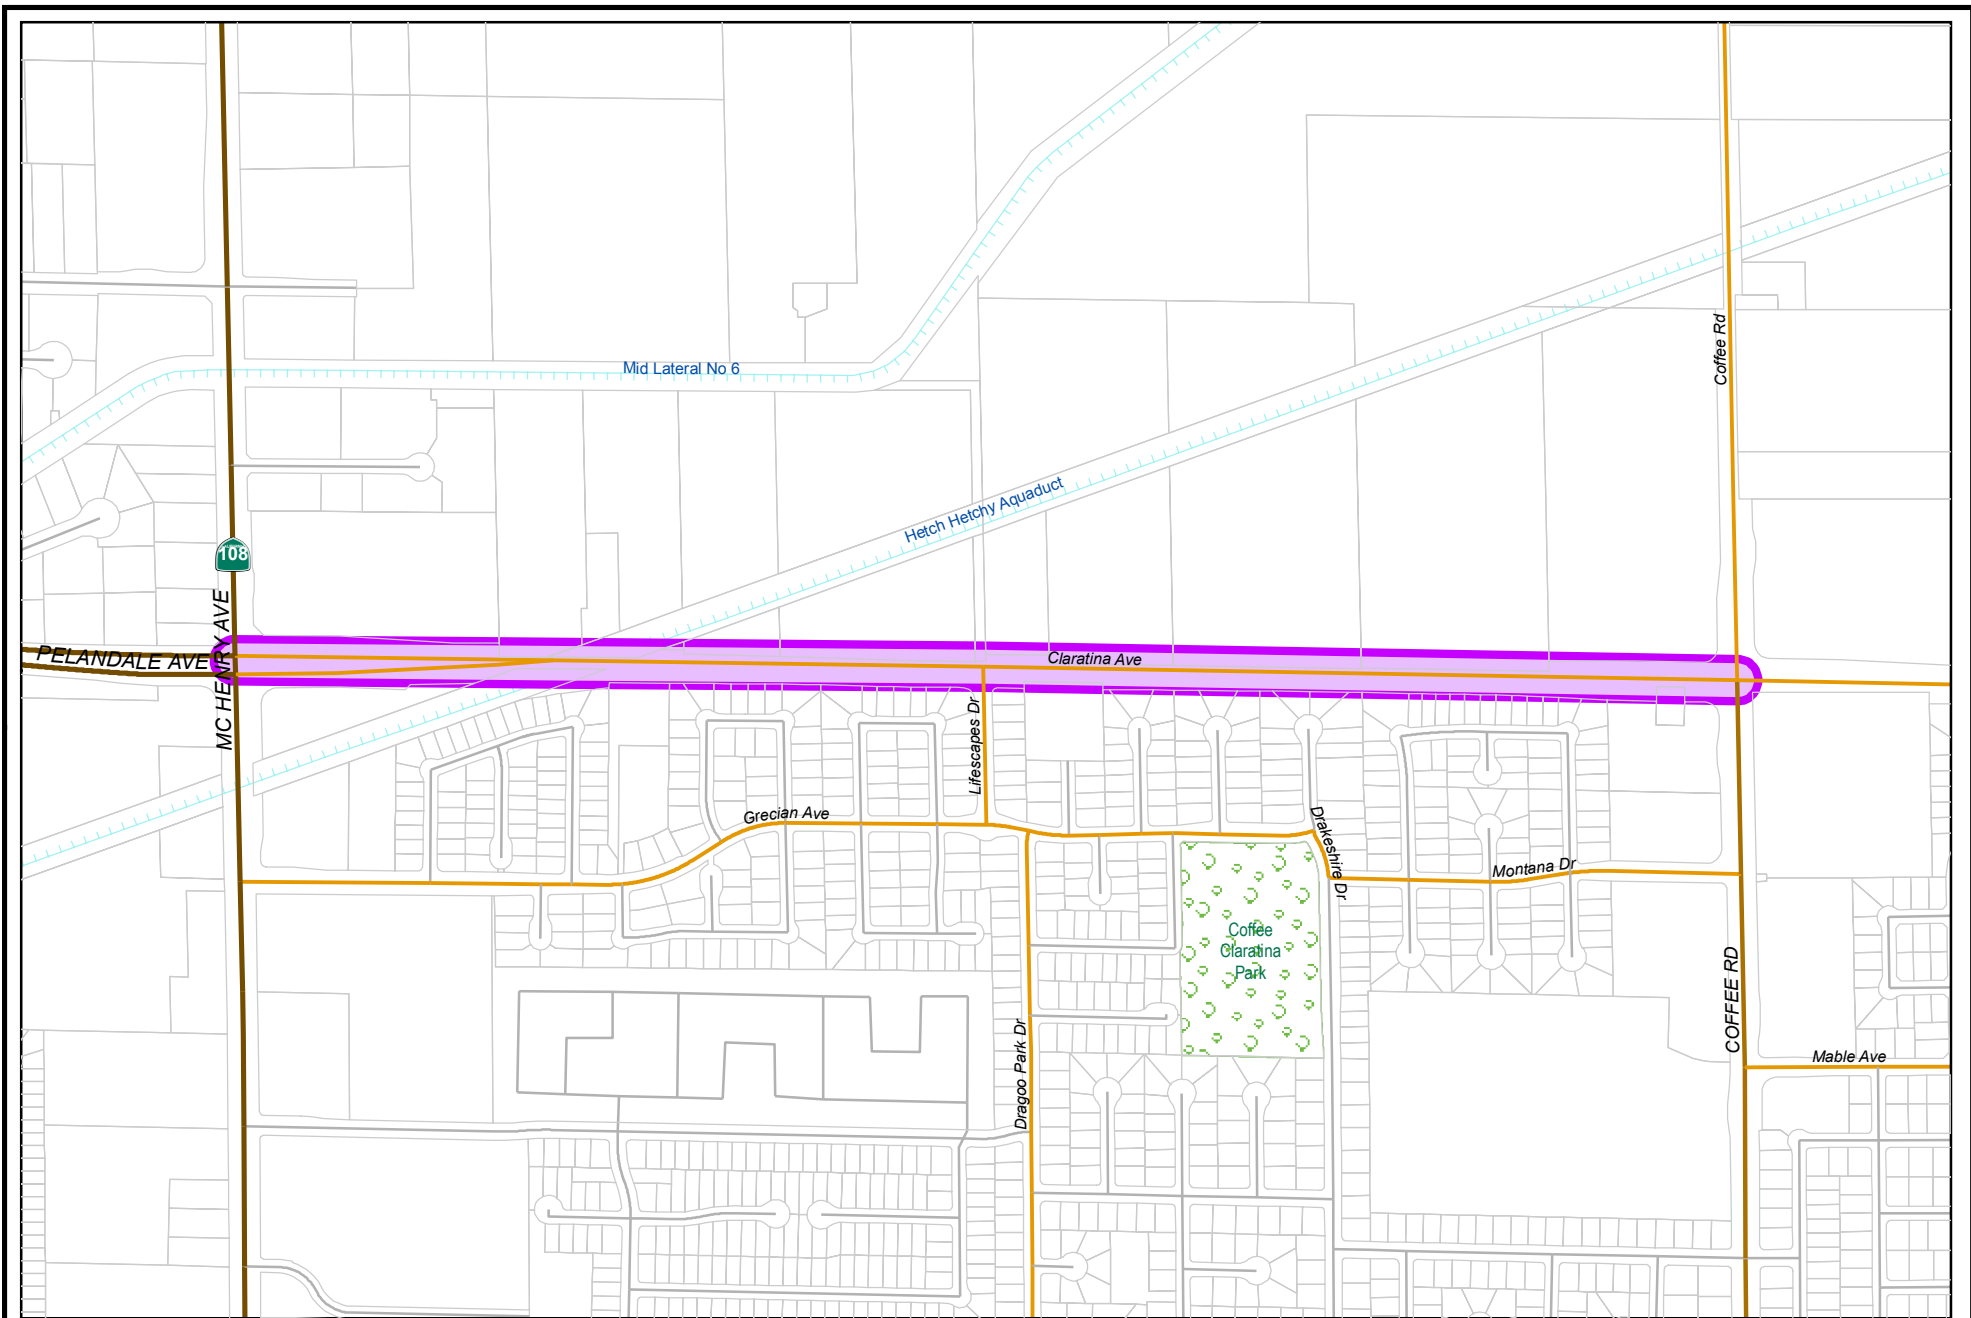 Coffee Rd
Mid Lateral No 6
Hetch Hetchy Aquaduct
108
MC HENRY AVE
PELANDALE AVE
Claratina Ave
Lifescapes Dr
Grecian Ave
Drakeshire Dr
Montana Dr
Coffee
Claratina
Park
COFFEE RD
Dragoo Park Dr
Mable Ave